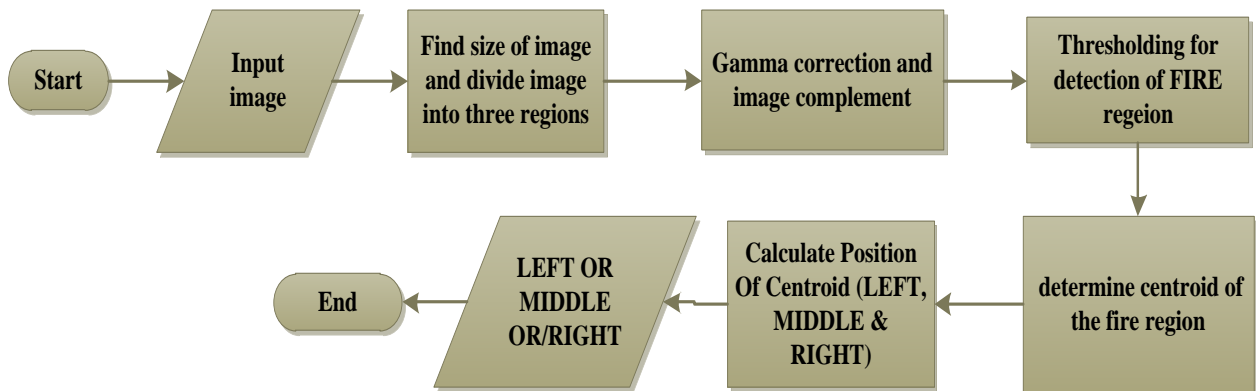 Start
Input
image
Find size of image
and divide image
into three regions
Gamma correction and
image complement
Thresholding for
detection of FIRE
regeion
determine centroid of
the fire region
Calculate Position
Of Centroid (LEFT,
MIDDLE &
RIGHT)
LEFT OR
MIDDLE
OR/RIGHT
End